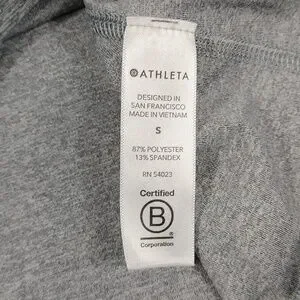 ATHLETA
DESIGNED IN
SAN FRANCISCO
MADE IN VIETNAM
S
87% POLYESTER
13% SPANDEX
RN 54023
Certified
B
®
Corporation